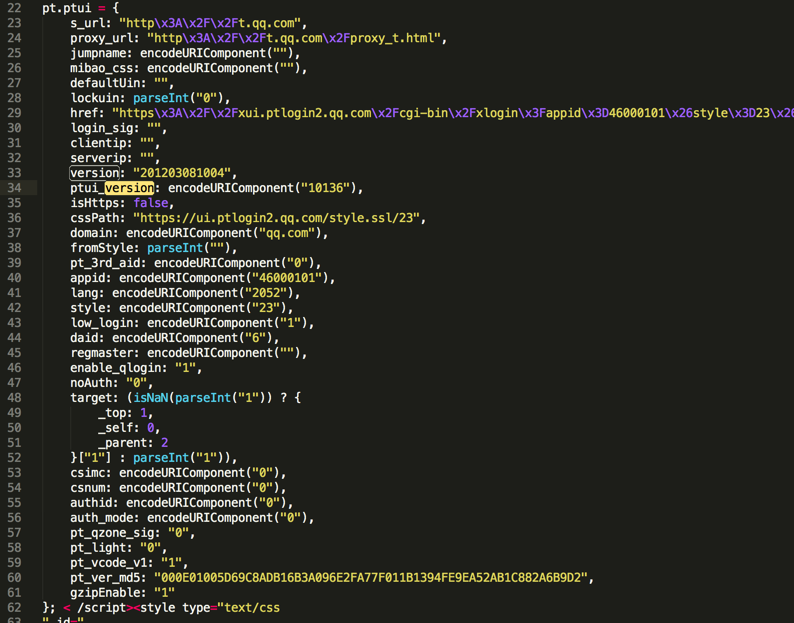 22 pt.ptui = {
23 s_url: "http\x3A\x2F\x2Ft.qq.com",
24 proxy_url: "http\x3A\x2F\x2Ft.qq.com\x2Fproxy_t.html",
25 jumpname: encodeURIComponent(""),
26 mibao_css: encodeURIComponent(""),
27 defaultUin: "",
28 lockuin: parseInt("0"),
29 href: "https\x3A\x2F\x2Fxui.ptlogin2.qq.com\x2Fcgi-bin\x2Fxlogin\x3Fappid\x3D46000101\x26style\x3D23\x26
30 login_sig: "",
31 clientip: "",
32 serverip: "",
33 version: "201203081004",
34 ptui_version: encodeURIComponent("10136"),
35 isHttps: false,
36 cssPath: "https://ui.ptlogin2.qq.com/style.ssl/23",
37 domain: encodeURIComponent("qq.com"),
38 fromStyle: parseInt(""),
39 pt_3rd_aid: encodeURIComponent("0"),
40 appid: encodeURIComponent("46000101"),
41 lang: encodeURIComponent("2052"),
42 style: encodeURIComponent("23"),
43 low_login: encodeURIComponent("1"),
44 daid: encodeURIComponent("6"),
45 regmaster: encodeURIComponent(""),
46 enable_qlogin: "1",
47 noAuth: "0",
48 target: (isNaN(parseInt("1")) ? {
49 _top: 1,
50 _self: 0,
51 _parent: 2
52 }["1"] : parseInt("1")),
53 csimc: encodeURIComponent("0"),
54 csnum: encodeURIComponent("0"),
55 authid: encodeURIComponent("0"),
56 auth_mode: encodeURIComponent("0"),
57 pt_qzone_sig: "0",
58 pt_light: "0",
59 pt_vcode_v1: "1",
60 pt_ver_md5: "000E01005D69C8ADB16B3A096E2FA77F011B1394FE9EA52AB1C882A6B9D2",
61 gzipEnable: "1"
62 }; < /script><style type="text/css
63 " id="